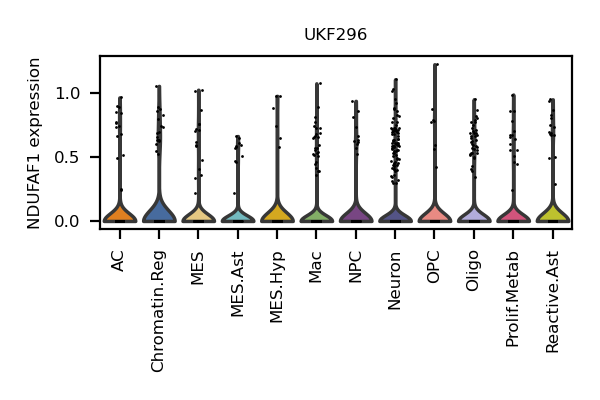 UKF296
NDUFAF1 expression
1.0
0.5
0.0
AC
Chromatin.Reg
MES
MES.Ast
MES.Hyp
Mac
NPC
Neuron
OPC
Oligo
Prolif.Metab
Reactive.Ast